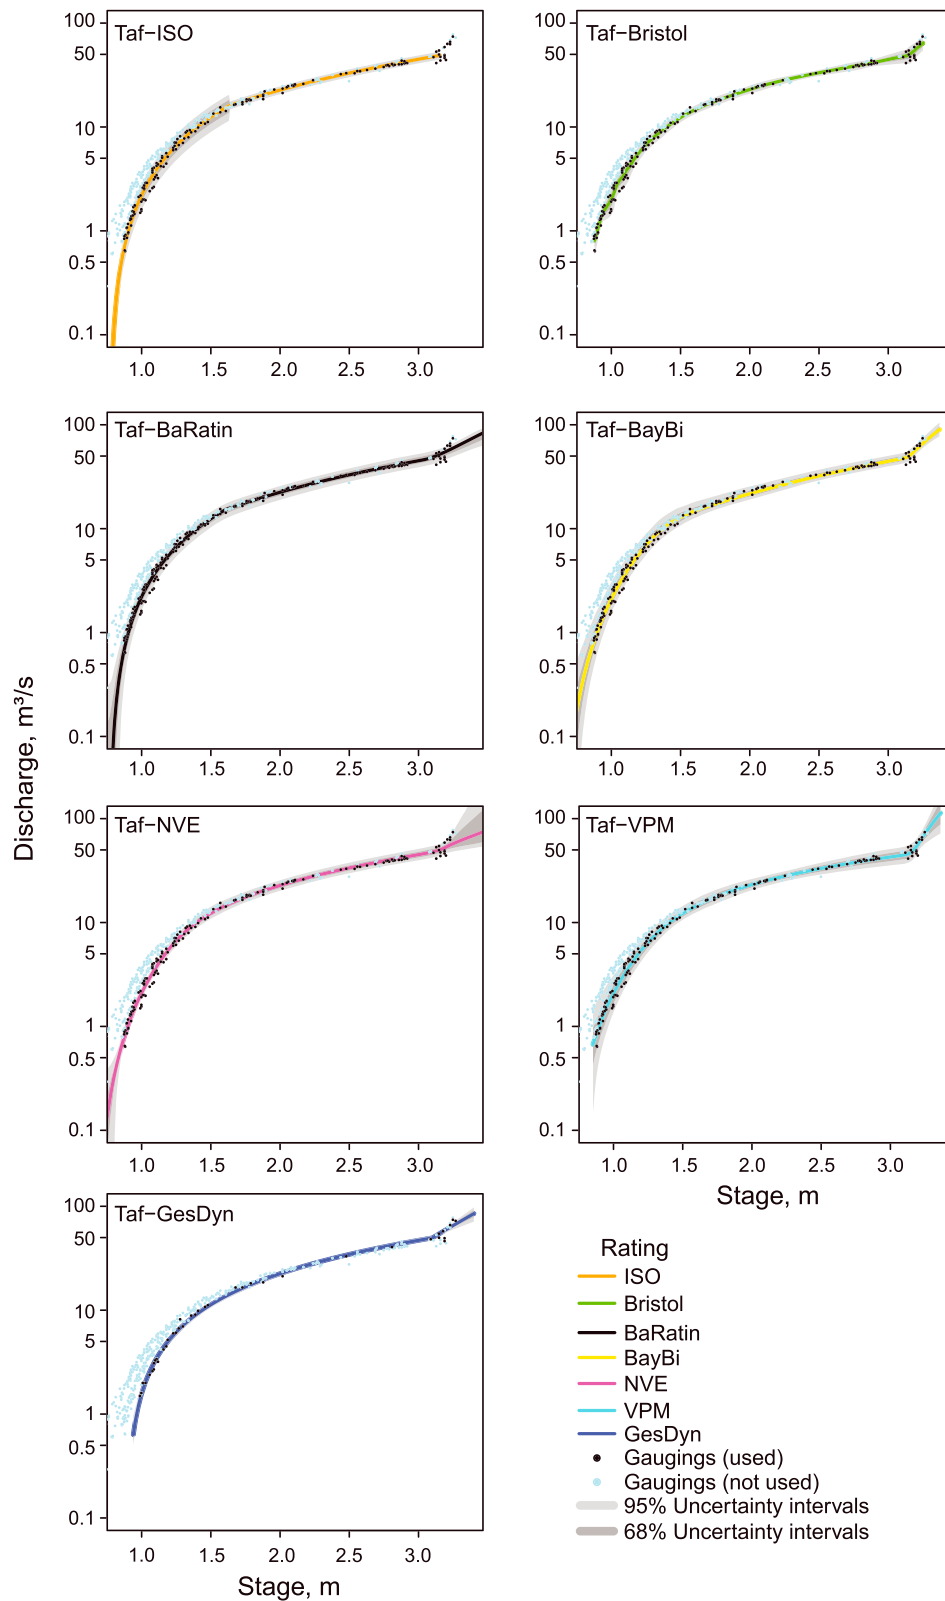 Taf−ISO
100
50
10
5
1
0.5
0.1
1.0 1.5 2.0 2.5 3.0
Taf−Bristol
100
50
10
5
1
0.5
0.1
1.0 1.5 2.0 2.5 3.0
Taf−BaRatin
100
50
10
5
1
0.5
0.1
1.0 1.5 2.0 2.5 3.0
Taf−BayBi
100
50
10
5
1
0.5
0.1
1.0 1.5 2.0 2.5 3.0
Discharge, m³/s
Taf−NVE
100
50
10
5
1
0.5
0.1
1.0 1.5 2.0 2.5 3.0
Taf−VPM
100
50
10
5
1
0.5
0.1
1.0 1.5 2.0 2.5 3.0
Stage, m
Taf−GesDyn
100
50
10
5
1
0.5
0.1
1.0 1.5 2.0 2.5 3.0
Stage, m
Rating
ISO
Bristol
BaRatin
BayBi
NVE
VPM
GesDyn
Gaugings (used)
Gaugings (not used)
95% Uncertainty intervals
68% Uncertainty intervals